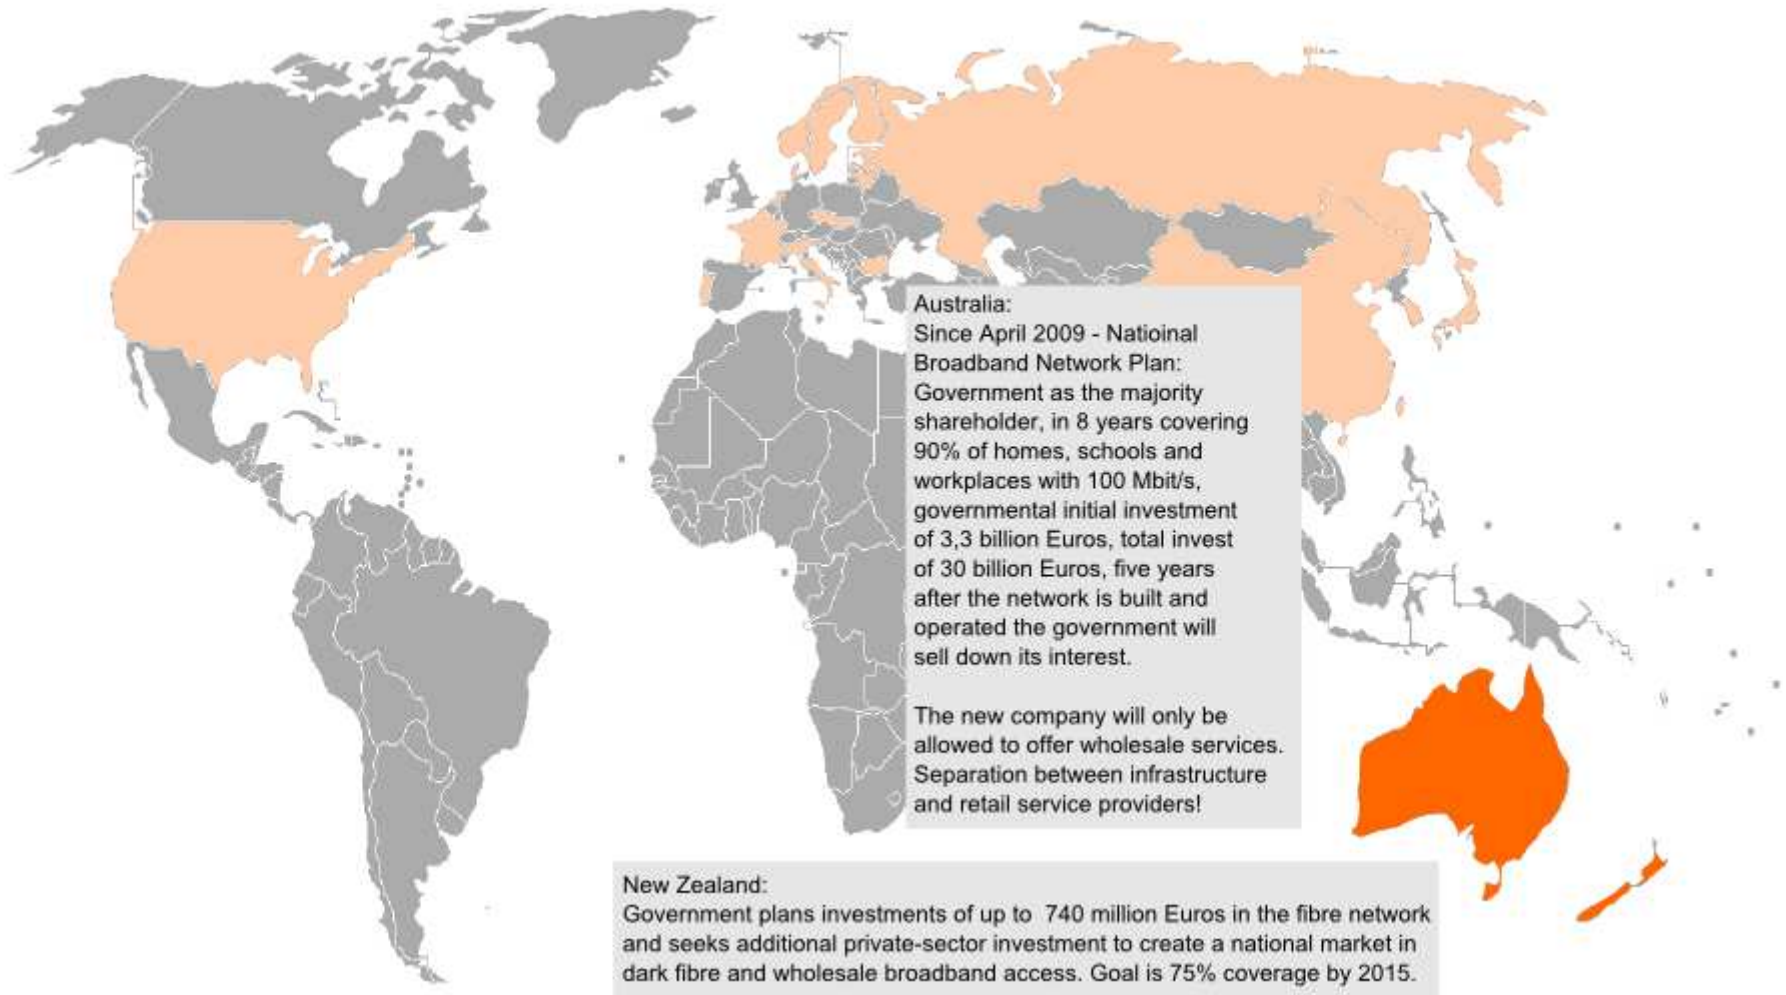 Australia:
Since April 2009 - Natioinal
Broadband Network Plan:
Government as the majority
shareholder, in 8 years covering
90% of homes, schools and
workplaces with 100 Mbit/s,
governmental initial investment
of 3,3 billion Euros, total invest
of 30 billion Euros, five years
after the network is built and
operated the government will
sell down its interest.
The new company will only be
allowed to offer wholesale services.
Separation between infrastructure
and retail service providers!
New Zealand:
Government plans investments of up to 740 million Euros in the fibre network
and seeks additional private-sector investment to create a national market in
dark fibre and wholesale broadband access. Goal is 75% coverage by 2015.